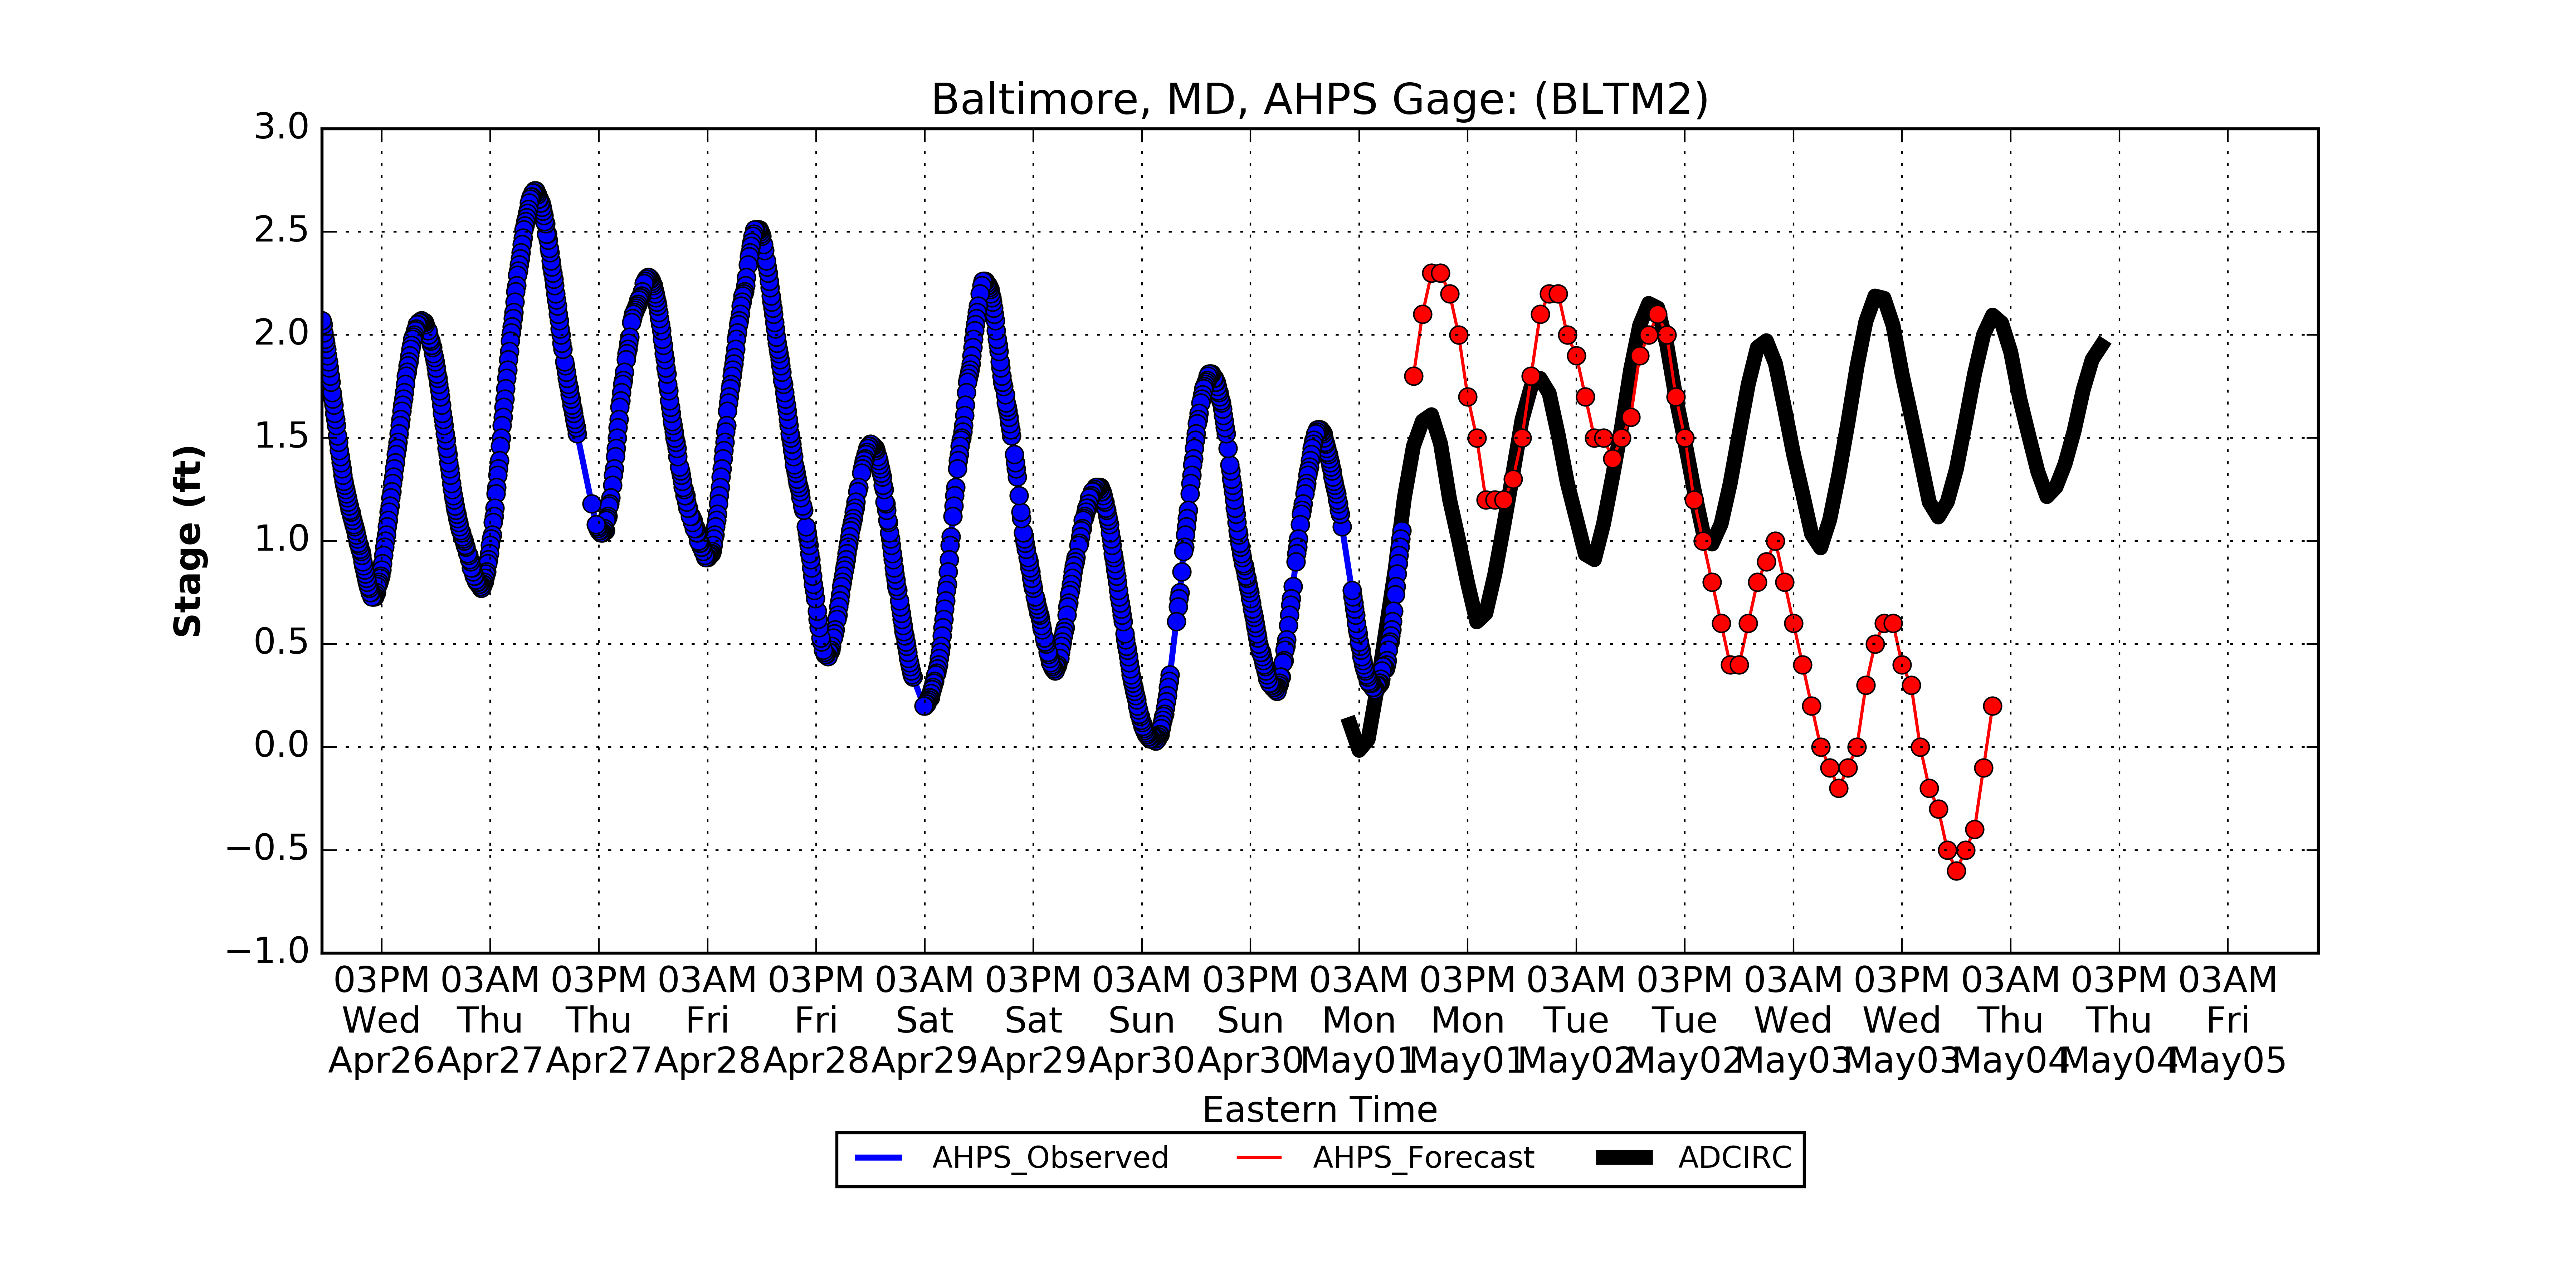 Baltimore, MD, AHPS Gage: (BLTM2)
3.0
2.5
2.0
1.5
1.0
0.5
0.0
−0.5
−1.0
Stage (ft)
03PM 03AM 03PM 03AM 03PM 03AM 03PM 03AM 03PM 03AM 03PM 03AM 03PM 03AM 03PM 03AM 03PM 03AM
Wed Thu Thu Fri Fri Sat Sat Sun Sun Mon Mon Tue Tue Wed Wed Thu Thu Fri
Apr26 Apr27 Apr27 Apr28 Apr28 Apr29 Apr29 Apr30 Apr30 May01 May01 May02 May02 May03 May03 May04 May04 May05
Eastern Time
AHPS_Observed AHPS_Forecast ADCIRC